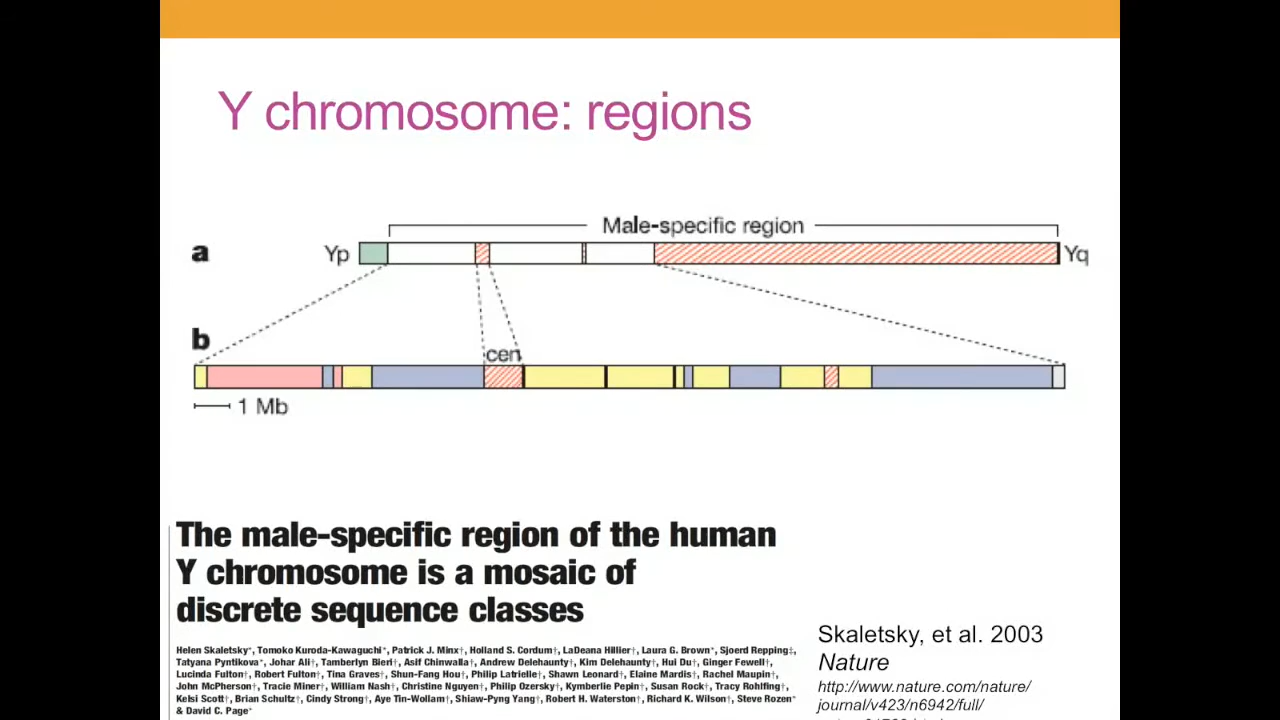 Y chromosome: regions
Male-specific region
a
Yp
Yq
b
cen
1 Mb
The male-specific region of the human
Y chromosome is a mosaic of
discrete sequence classes
Helen Skaletsky*, Tomoko Kuroda-Kawaguchi*, Patrick J. Minx†, Holland S. Cordum†, LaDeana Hillier†, Laura G. Brown*, Sjoerd Repping‡,
Tatyana Pyntikova*, Johar Ali†, Tamberlyn Bieri†, Asif Chinwalla†, Andrew Delehaunty†, Kim Delehaunty†, Hui Du†, Ginger Fewell†,
Lucinda Fulton†, Robert Fulton†, Tina Graves†, Shun-Fang Hou†, Philip Latrielle†, Shawn Leonard†, Elaine Mardis†, Rachel Maupin†,
John McPherson†, Tracie Miner†, William Nash†, Christine Nguyen†, Philip Ozersky†, Kymberlie Pepin†, Susan Rock†, Tracy Rohlfing†,
Kelsi Scott†, Brian Schultz†, Cindy Strong†, Aye Tin-Wollam†, Shiaw-Pyng Yang†, Robert H. Waterston†, Richard K. Wilson†, Steve Rozen*
& David C. Page*
Skaletsky, et al. 2003
Nature
http://www.nature.com/nature/
journal/v423/n6942/full/